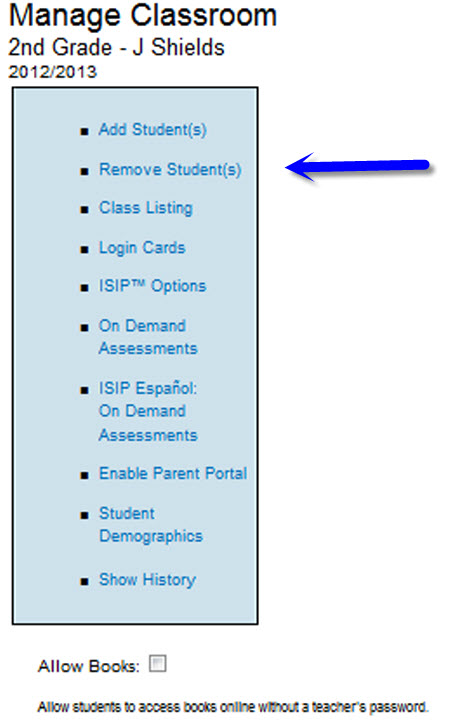 Manage Classroom
2nd Grade - J Shields
2012/2013
Add Student(s)
Remove Student(s)
Class Listing
Login Cards
ISIP™ Options
On Demand
Assessments
ISIP Español:
On Demand
Assessments
Enable Parent Portal
Student
Demographics
Show History
Allow Books:
Allow students to access books online without a teacher's password.